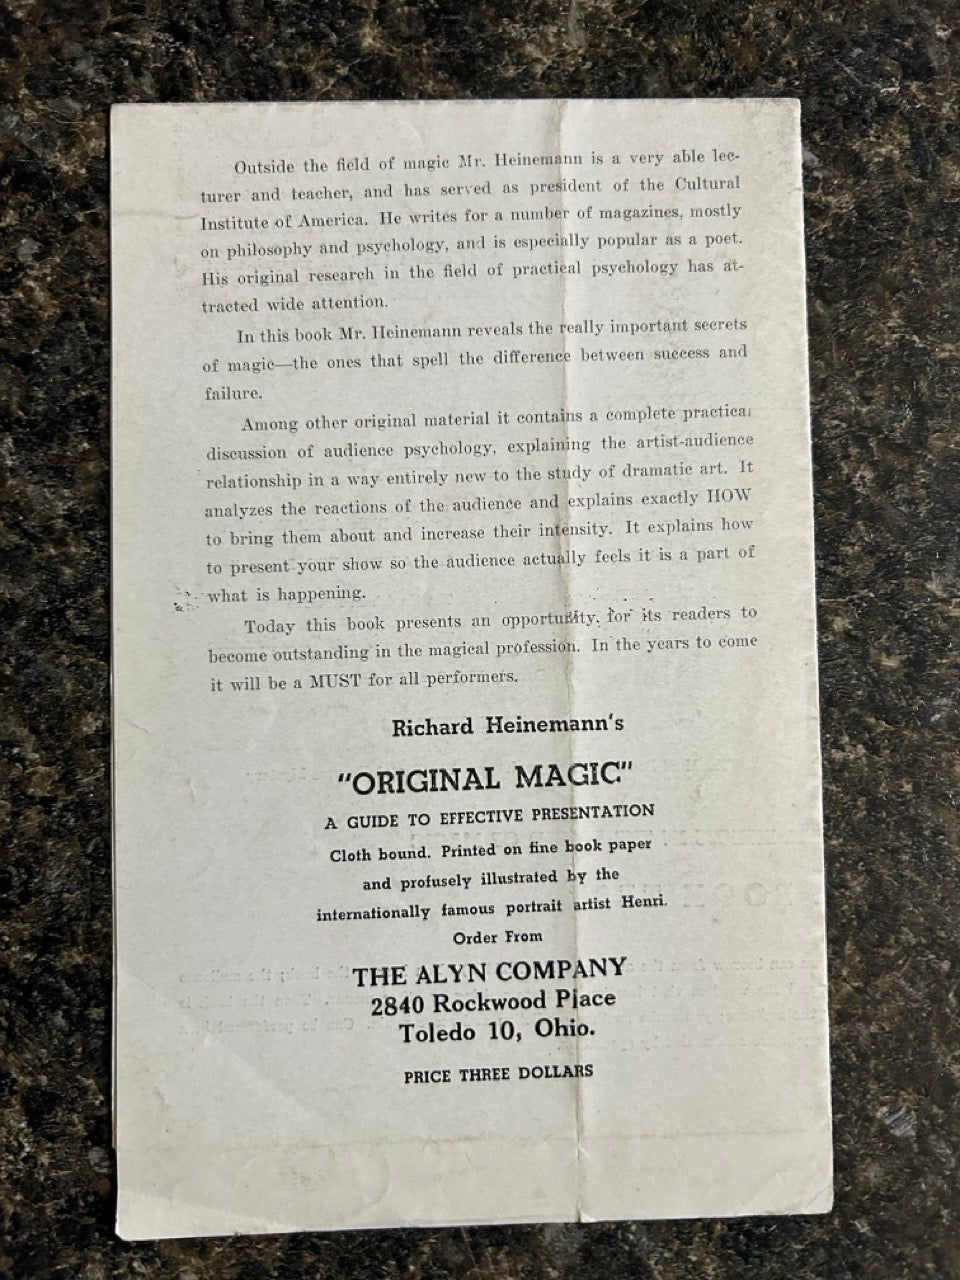 Outside the field of magic Mr. Heinemann is a very able lec-
turer and teacher, and has served as president of the Cultural
Institute of America. He writes for a number of magazines, mostly
on philosophy and psychology, and is especially popular as a poet.
His original research in the field of practical psychology has at-
tracted wide attention.
In this book Mr. Heinemann reveals the really important secrets
of magic—the ones that spell the difference between success and
failure.
Among other original material it contains a complete practical
discussion of audience psychology, explaining the artist-audience
relationship in a way entirely new to the study of dramatic art. It
analyzes the reactions of the audience and explains exactly HOW
to bring them about and increase their intensity. It explains how
to present your show so the audience actually feels it is a part of
what is happening.
Today this book presents an opportunity for its readers to
become outstanding in the magical profession. In the years to come
it will be a MUST for all performers.
Richard Heinemann's
"ORIGINAL MAGIC"
A GUIDE TO EFFECTIVE PRESENTATION
Cloth bound. Printed on fine book paper
and profusely illustrated by the
internationally famous portrait artist Henri.
Order From
THE ALYN COMPANY
2840 Rockwood Place
Toledo 10, Ohio.
PRICE THREE DOLLARS